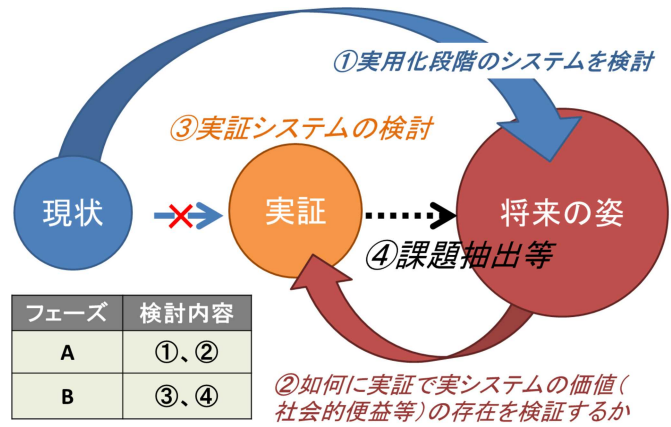 ①実用化段階のシステムを検討
③実証システムの検討
現状
実証
将来の姿
④課題抽出等
フェーズ 検討内容
A ①、②
B ③、④
②如何に実証で実システムの価値(
社会的便益等)の存在を検証するか